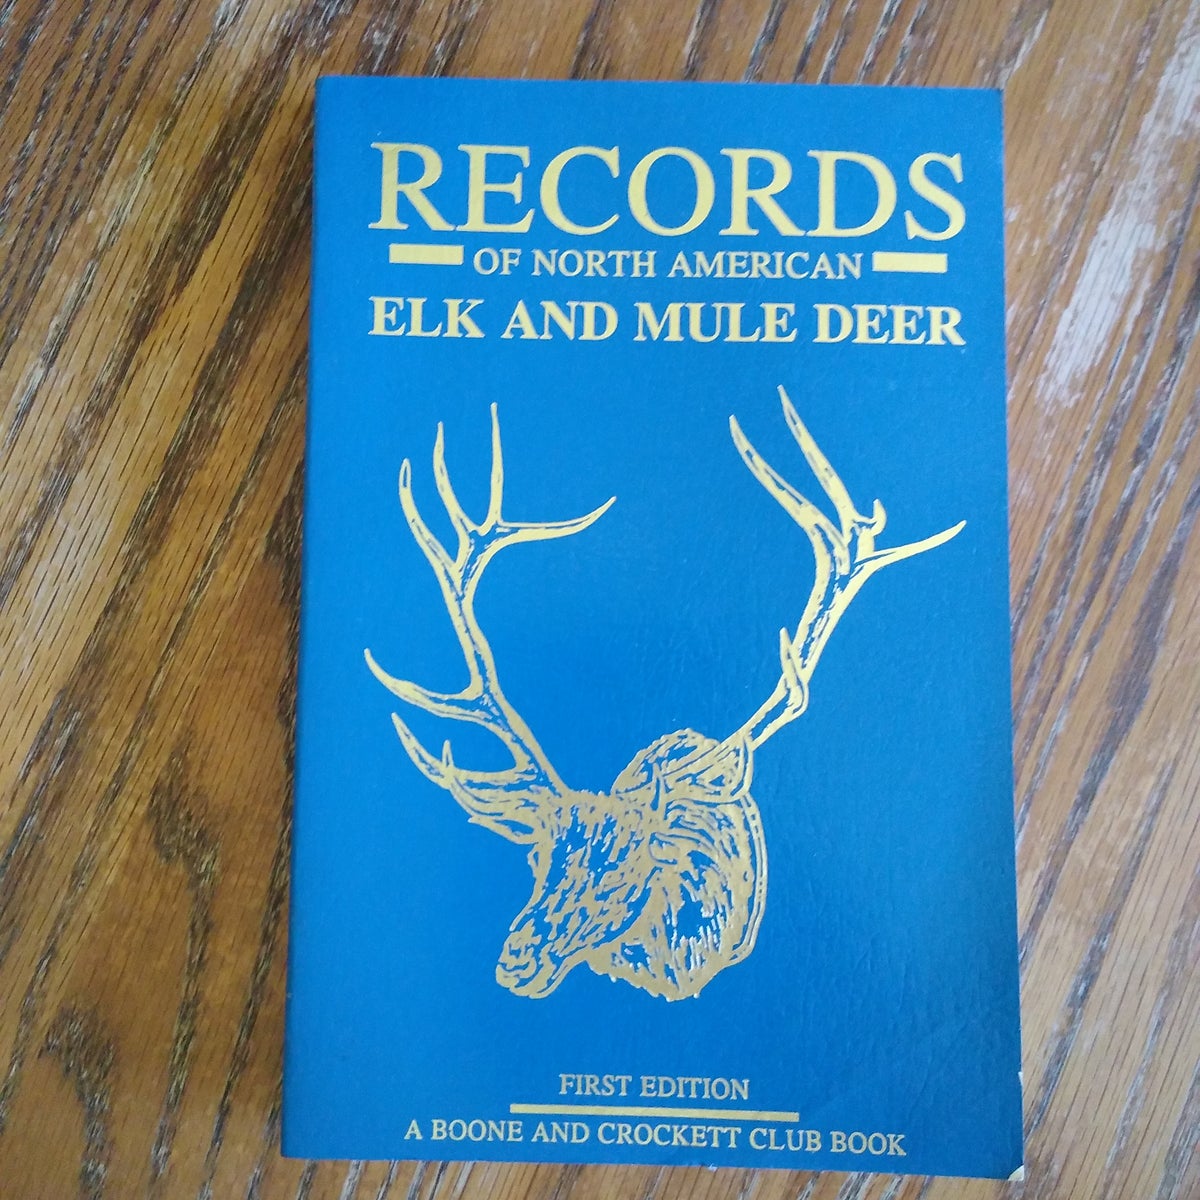 RECORDS
OF NORTH AMERICAN
ELK AND MULE DEER
FIRST EDITION
A BOONE AND CROCKETT CLUB BOOK